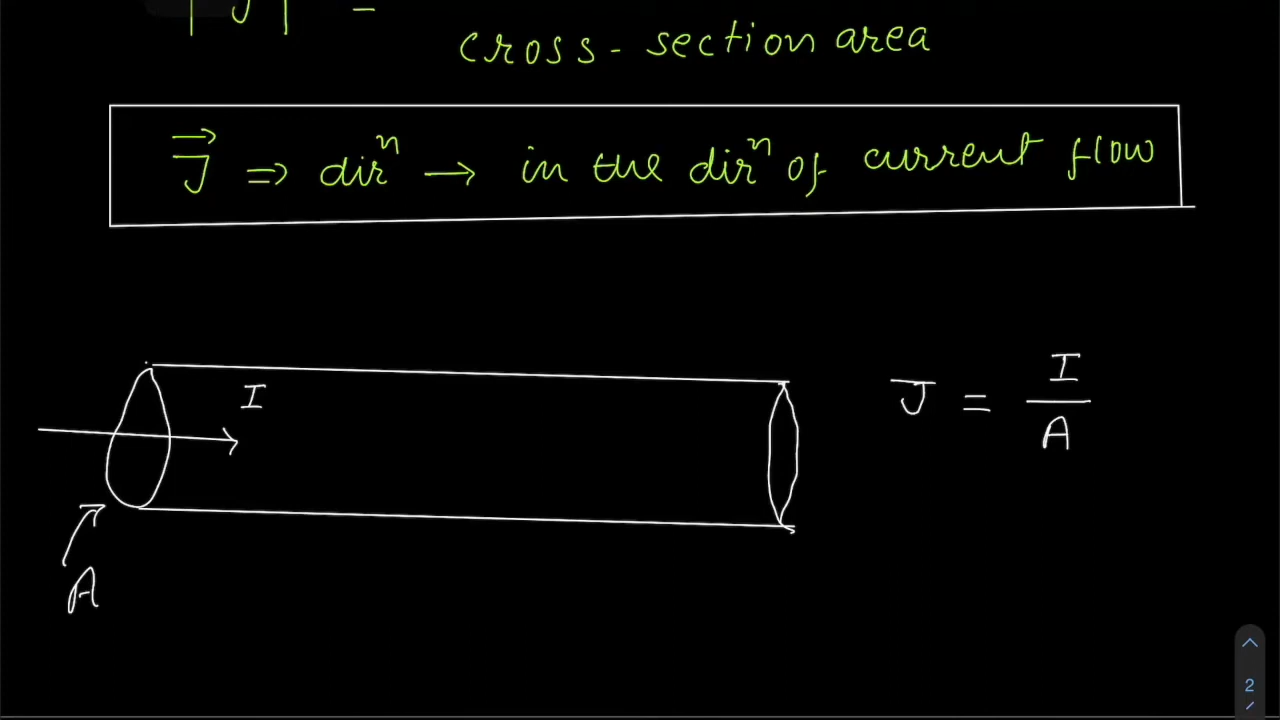 |J| =
cross - section area
J⃗ ⇒ dirⁿ → in the dirⁿ of current flow
I
J = I/A
A
2